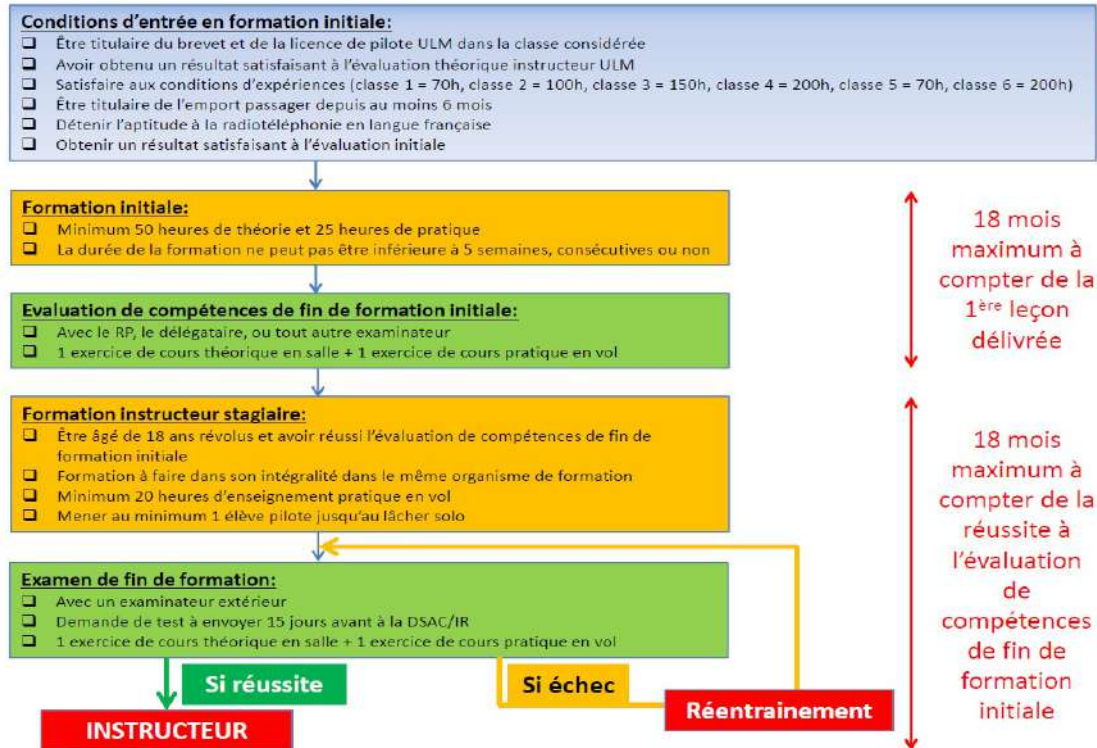 Conditions d'entrée en formation initiale:
❑ Être titulaire du brevet et de la licence de pilote ULM dans la classe considérée
❑ Avoir obtenu un résultat satisfaisant à l'évaluation théorique instructeur ULM
❑ Satisfaire aux conditions d'expériences (classe 1 = 70h, classe 2 = 100h, classe 3 = 150h, classe 4 = 200h, classe 5 = 70h, classe 6 = 200h)
❑ Être titulaire de l'emport passager depuis au moins 6 mois
❑ Détenir l'aptitude à la radiotéléphonie en langue française
❑ Obtenir un résultat satisfaisant à l'évaluation initiale
Formation initiale:
❑ Minimum 50 heures de théorie et 25 heures de pratique
❑ La durée de la formation ne peut pas être inférieure à 5 semaines, consécutives ou non
Evaluation de compétences de fin de formation initiale:
❑ Avec le RP, le délégataire, ou tout autre examinateur
❑ 1 exercice de cours théorique en salle + 1 exercice de cours pratique en vol
18 mois
maximum à
compter de la
1ère leçon
délivrée
Formation instructeur stagiaire:
❑ Être âgé de 18 ans révolus et avoir réussi l'évaluation de compétences de fin de
formation initiale
❑ Formation à faire dans son intégralité dans le même organisme de formation
❑ Minimum 20 heures d'enseignement pratique en vol
❑ Mener au minimum 1 élève pilote jusqu'au lâcher solo
Examen de fin de formation:
❑ Avec un examinateur extérieur
❑ Demande de test à envoyer 15 jours avant à la DSAC/IR
❑ 1 exercice de cours théorique en salle + 1 exercice de cours pratique en vol
18 mois
maximum à
compter de la
réussite à
l'évaluation
de
compétences
de fin de
formation
initiale
Si réussite
Si échec
Réentrainement
INSTRUCTEUR